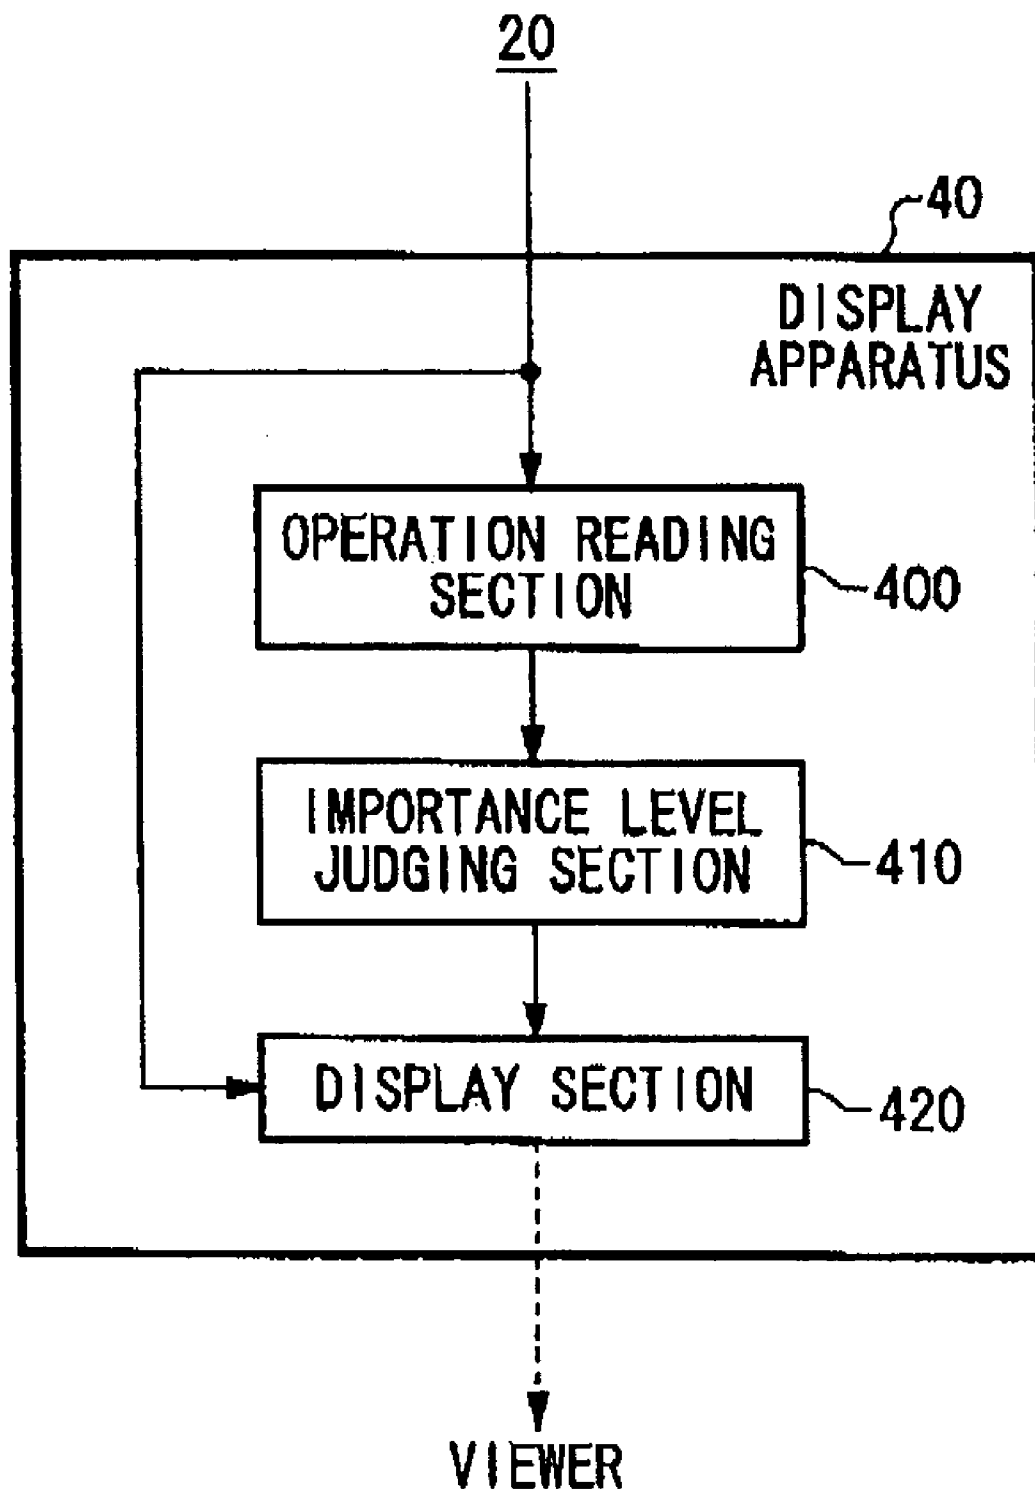 20
40
DISPLAY
APPARATUS
OPERATION READING
SECTION
400
IMPORTANCE LEVEL
JUDGING SECTION
410
DISPLAY SECTION
420
VIEWER